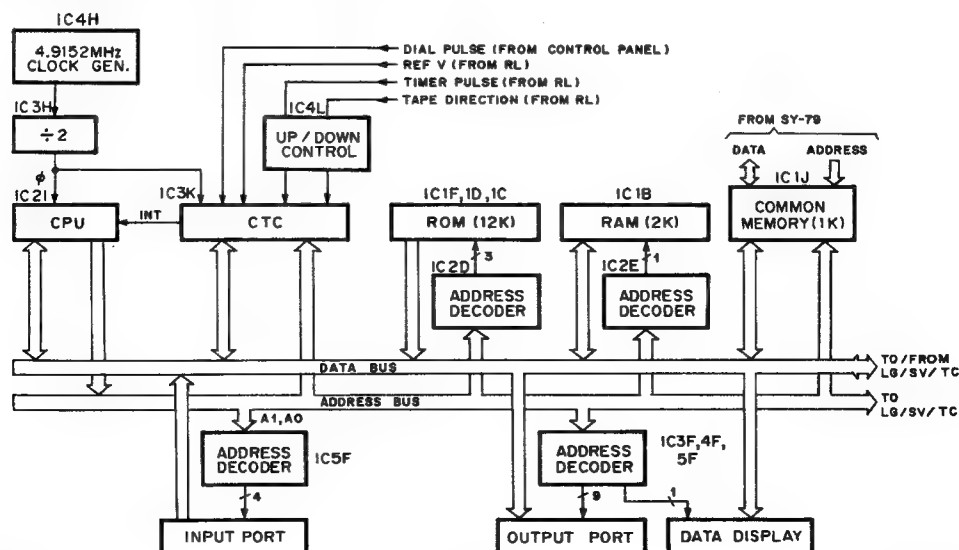 IC4H
4.9152MHz
CLOCK GEN.
IC3H
÷2
φ
IC2I
CPU
INT
IC3K
CTC
DIAL PULSE (FROM CONTROL PANEL)
REF V (FROM RL)
TIMER PULSE (FROM RL)
TAPE DIRECTION (FROM RL)
IC4L
UP/DOWN
CONTROL
IC1F, 1D, 1C
ROM (12K)
3
IC2D
ADDRESS
DECODER
IC1B
RAM (2K)
1
IC2E
ADDRESS
DECODER
FROM SY-79
DATA
ADDRESS
IC1J
COMMON
MEMORY (1K)
DATA BUS
TO/FROM
LG/SV/TC
ADDRESS BUS
TO
LG/SV/TC
A1, A0
ADDRESS
DECODER
IC5F
4
INPUT PORT
ADDRESS
DECODER
IC3F, 4F,
5F
9
1
OUTPUT PORT
DATA DISPLAY